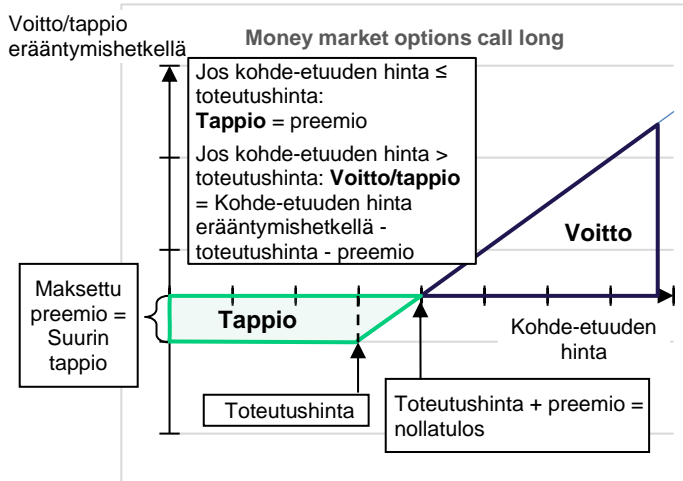 Voitto/tappio
erääntymishetkellä
Money market options call long
Jos kohde-etuuden hinta ≤
toteutushinta:
Tappio = preemio
Jos kohde-etuuden hinta >
toteutushinta: Voitto/tappio
= Kohde-etuuden hinta
erääntymishetkellä -
toteutushinta - preemio
Voitto
Maksettu
preemio =
Suurin
tappio
Tappio
Kohde-etuuden
hinta
Toteutushinta
Toteutushinta + preemio =
nollatulos